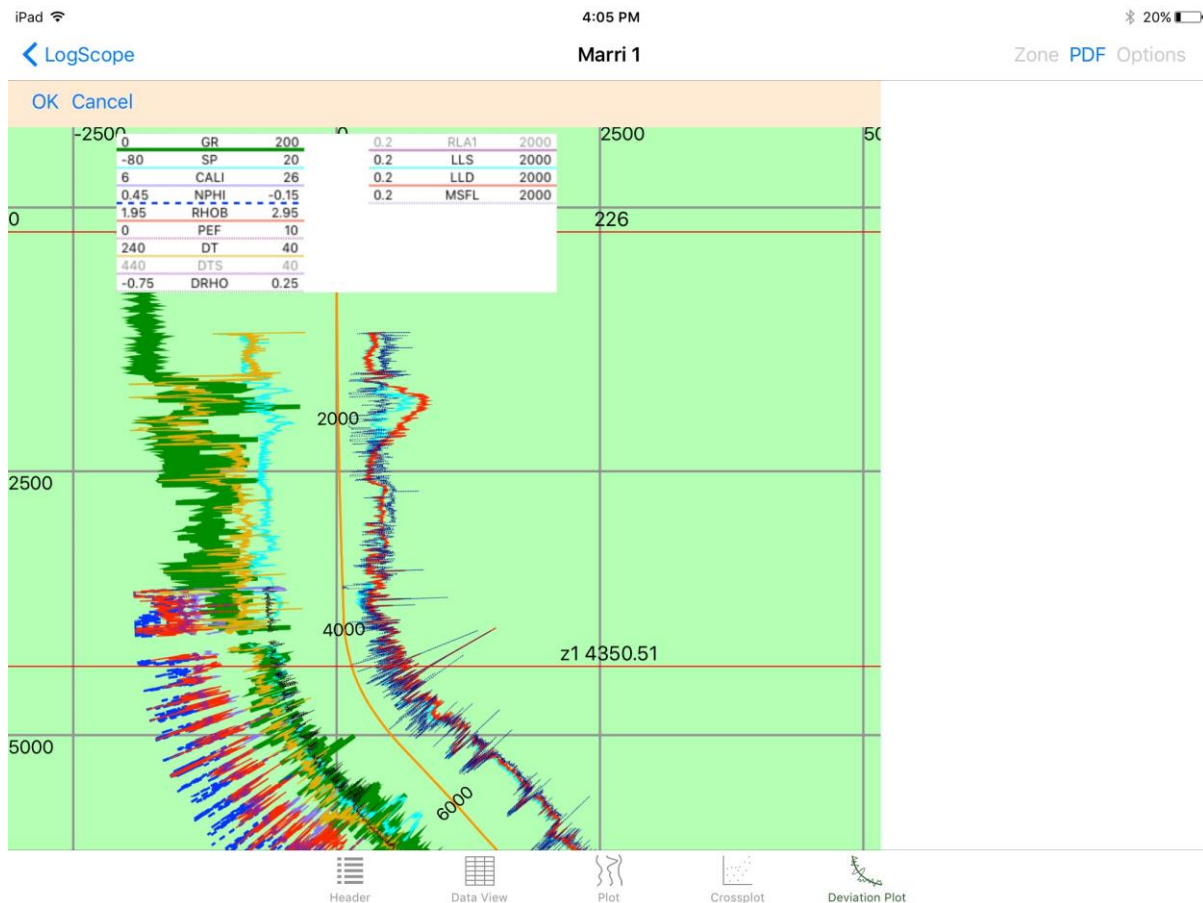 iPad 4:05 PM 20%
LogScope Marri 1 Zone PDF Options
OK Cancel
-2500 0 2500
0 GR 200 0.2 RLA1 2000
-80 SP 20 0.2 LLS 2000
6 CALI 26 0.2 LLD 2000
0.45 NPHI -0.15 0.2 MSFL 2000
1.95 RHOB 2.95
0 226
0 PEF 10
240 DT 40
440 DTS 40
-0.75 DRHO 0.25
2000
2500
4000
z1 4350.51
5000
6000
Header Data View Plot Crossplot Deviation Plot